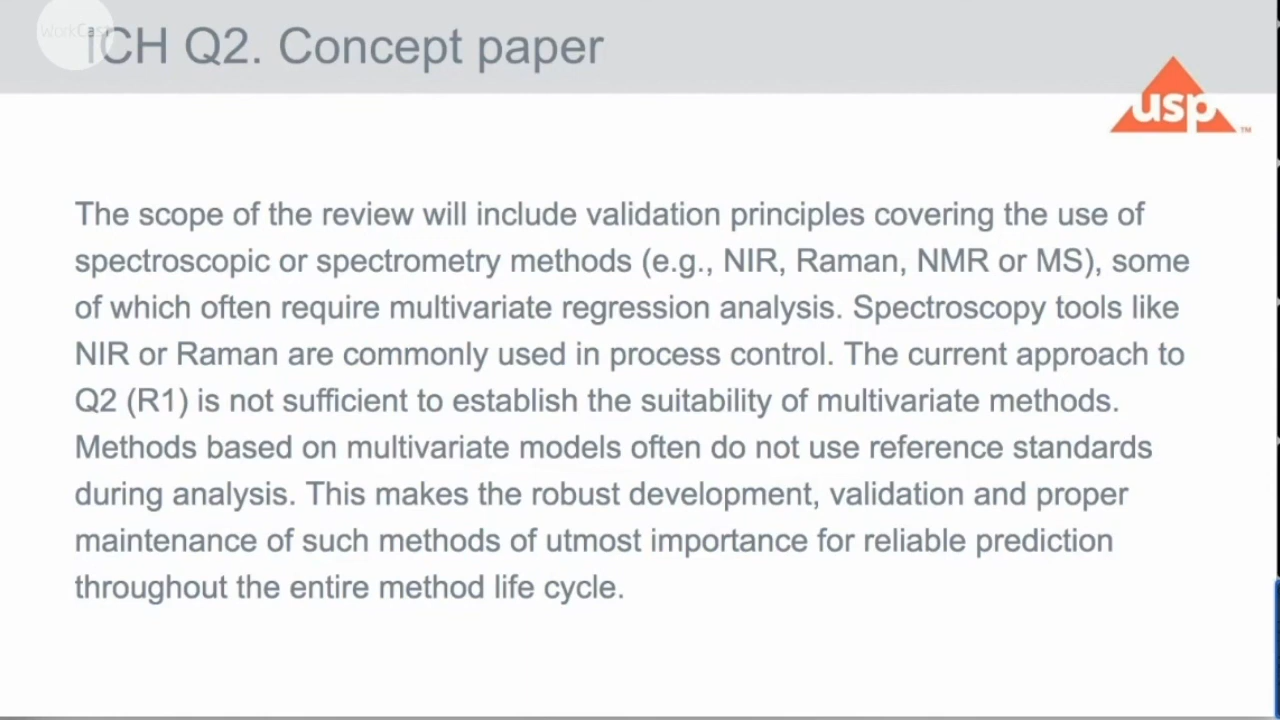 WorkCast
ICH Q2. Concept paper
usp
TM
The scope of the review will include validation principles covering the use of
spectroscopic or spectrometry methods (e.g., NIR, Raman, NMR or MS), some
of which often require multivariate regression analysis. Spectroscopy tools like
NIR or Raman are commonly used in process control. The current approach to
Q2 (R1) is not sufficient to establish the suitability of multivariate methods.
Methods based on multivariate models often do not use reference standards
during analysis. This makes the robust development, validation and proper
maintenance of such methods of utmost importance for reliable prediction
throughout the entire method life cycle.